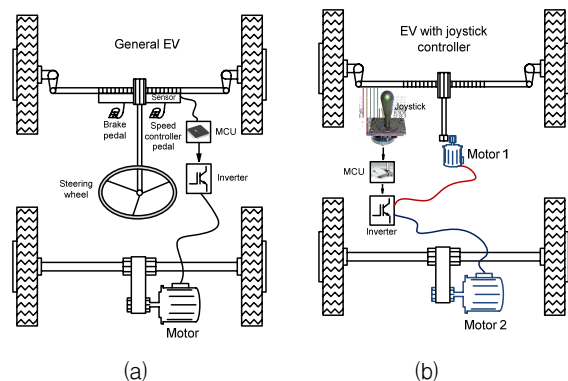 General EV
Sensor
Brake
pedal
Speed
controller
pedal
MCU
Inverter
Steering
wheel
Motor
(a)
EV with joystick
controller
Joystick
Motor 1
MCU
Inverter
Motor 2
(b)